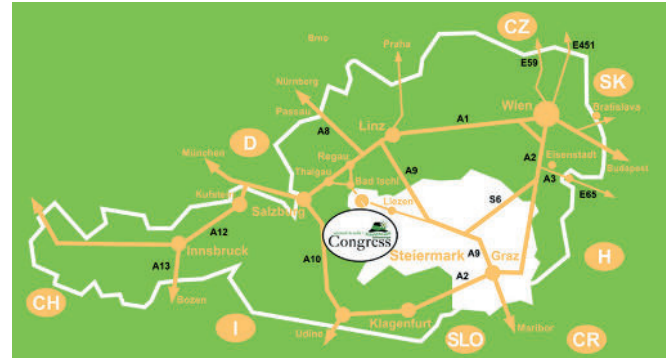 CZ
E451
Brno
Praha
E59
SK
Nürnberg
Passau
Wien
Bratislava
A1
Linz
A8
D
München
Regau
Thalgau
Bad Ischl
A9
A2
Eisenstadt
A3
Budapest
E65
Kufstein
Salzburg
Liezen
S6
A12
Innsbruck
Congress
Steiermark
A9
Graz
H
A13
A10
A2
CH
Bozen
I
Udine
Klagenfurt
SLO
Maribor
CR